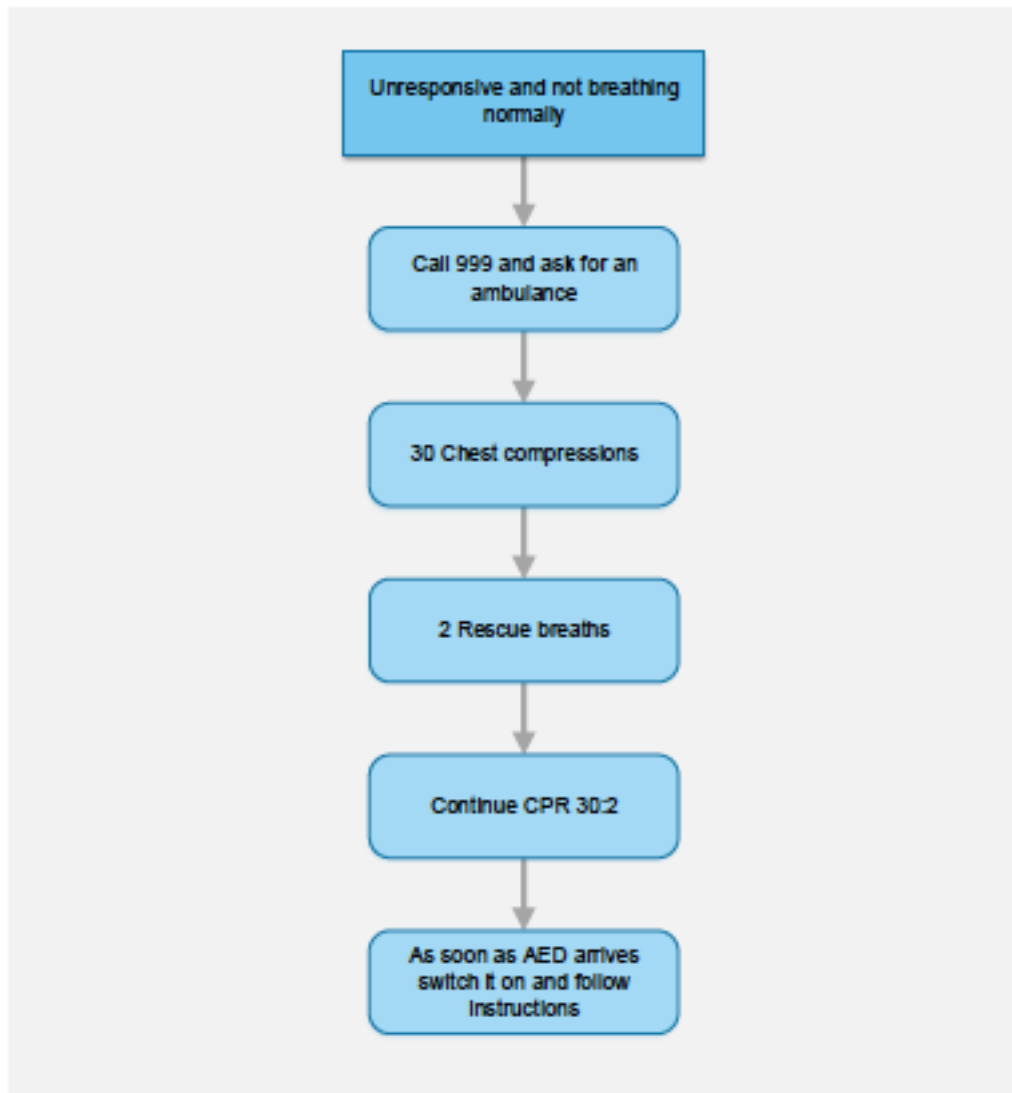 Unresponsive and not breathing
normally
Call 999 and ask for an
ambulance
30 Chest compressions
2 Rescue breaths
Continue CPR 30:2
As soon as AED arrives
switch it on and follow
instructions